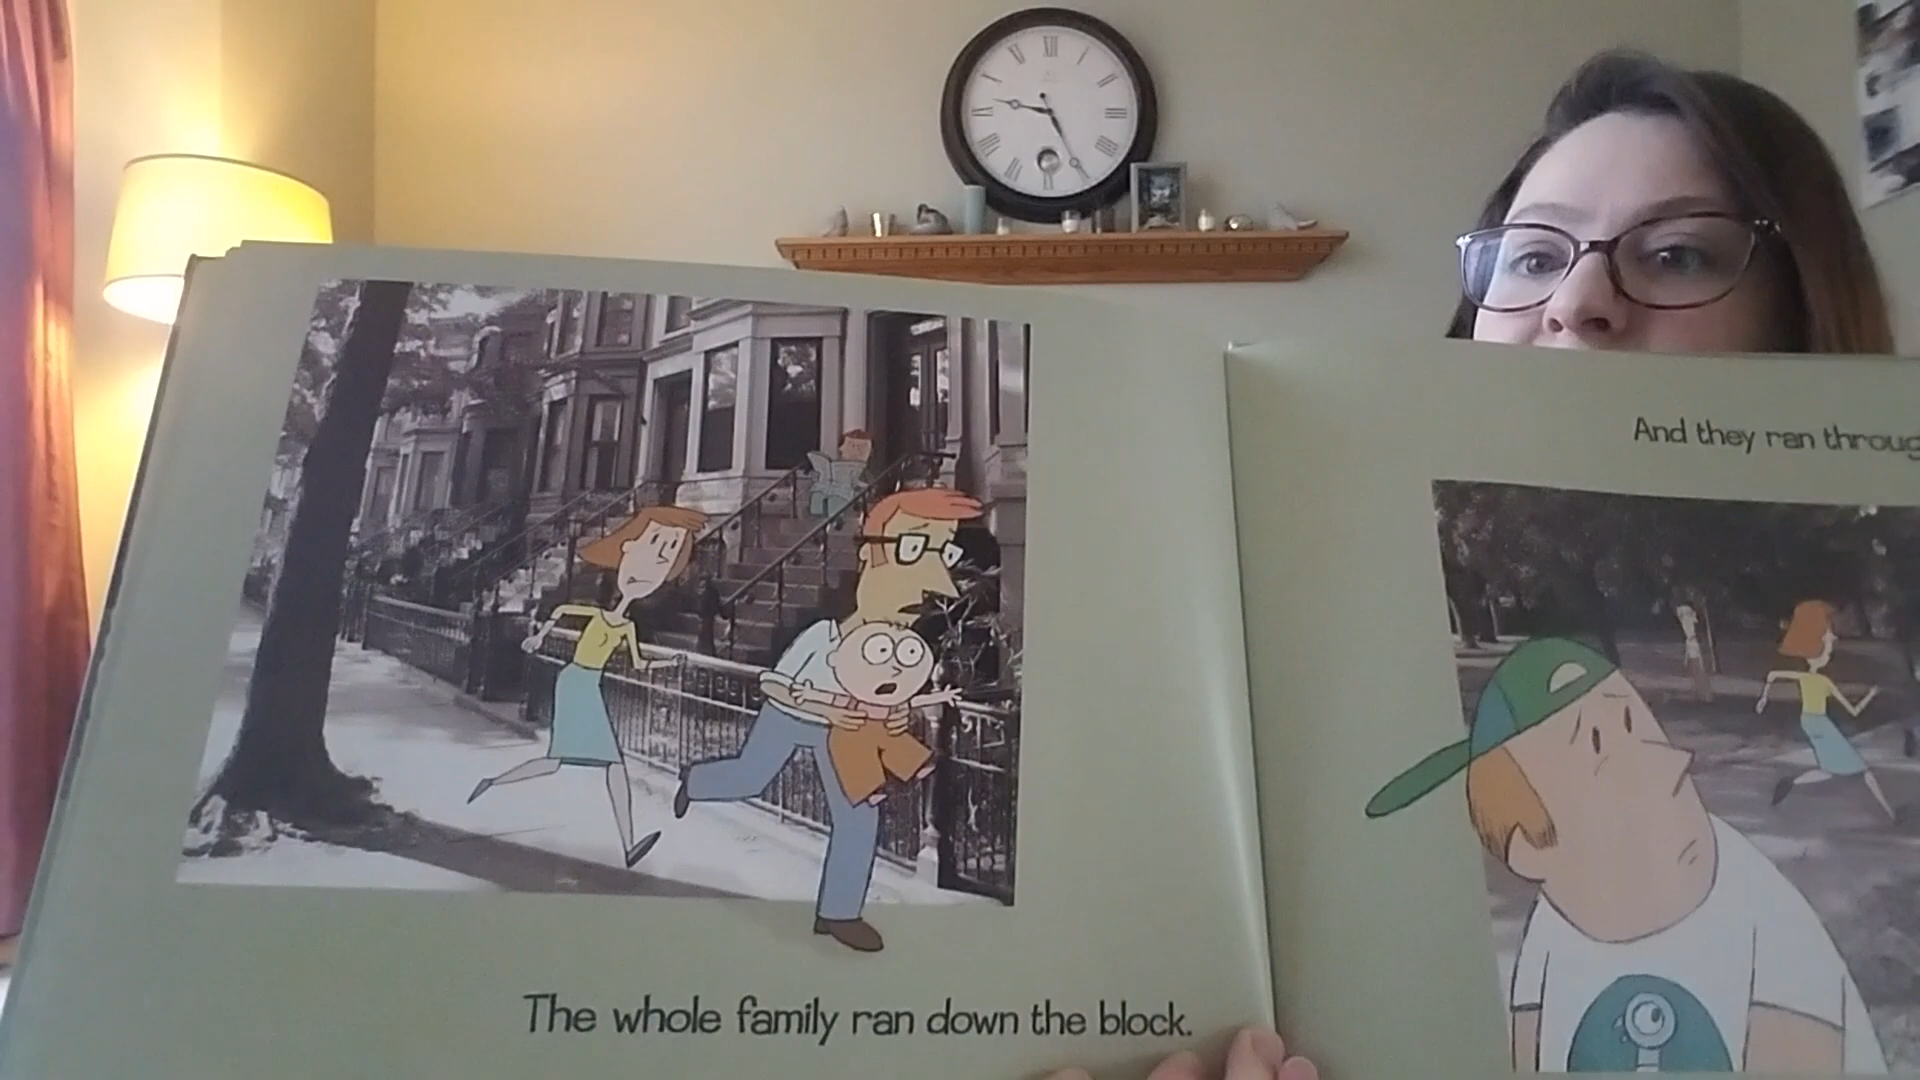 The whole family ran down the block.
And they ran throug